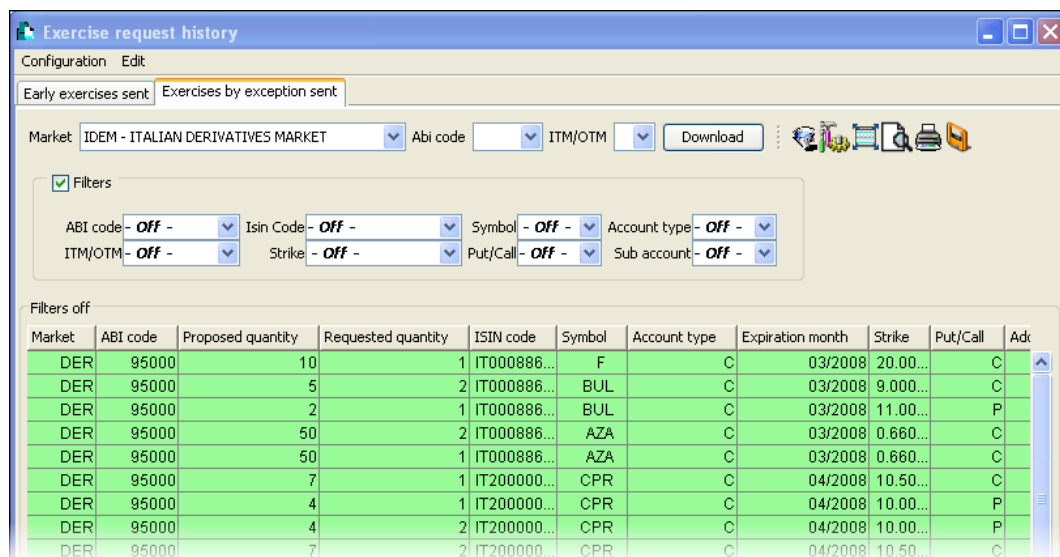 Exercise request history
Configuration Edit
Early exercises sent Exercises by exception sent
Market IDEM - ITALIAN DERIVATIVES MARKET Abi code ITM/OTM Download
Filters
ABI code - Off - Isin Code - Off - Symbol - Off - Account type - Off -
ITM/OTM - Off - Strike - Off - Put/Call - Off - Sub account - Off -
Filters off
Market ABI code Proposed quantity Requested quantity ISIN code Symbol Account type Expiration month Strike Put/Call Adc
DER 95000 10 1 IT000886... F C 03/2008 20.00... C
DER 95000 5 2 IT000886... BUL C 03/2008 9.000... C
DER 95000 2 1 IT000886... BUL C 03/2008 11.00... P
DER 95000 50 2 IT000886... AZA C 03/2008 0.660... C
DER 95000 50 1 IT000886... AZA C 03/2008 0.660... C
DER 95000 7 1 IT200000... CPR C 04/2008 10.50... C
DER 95000 4 1 IT200000... CPR C 04/2008 10.00... P
DER 95000 4 2 IT200000... CPR C 04/2008 10.00... P
DER 95000 7 2 IT200000... CPR C 04/2008 10.50... C